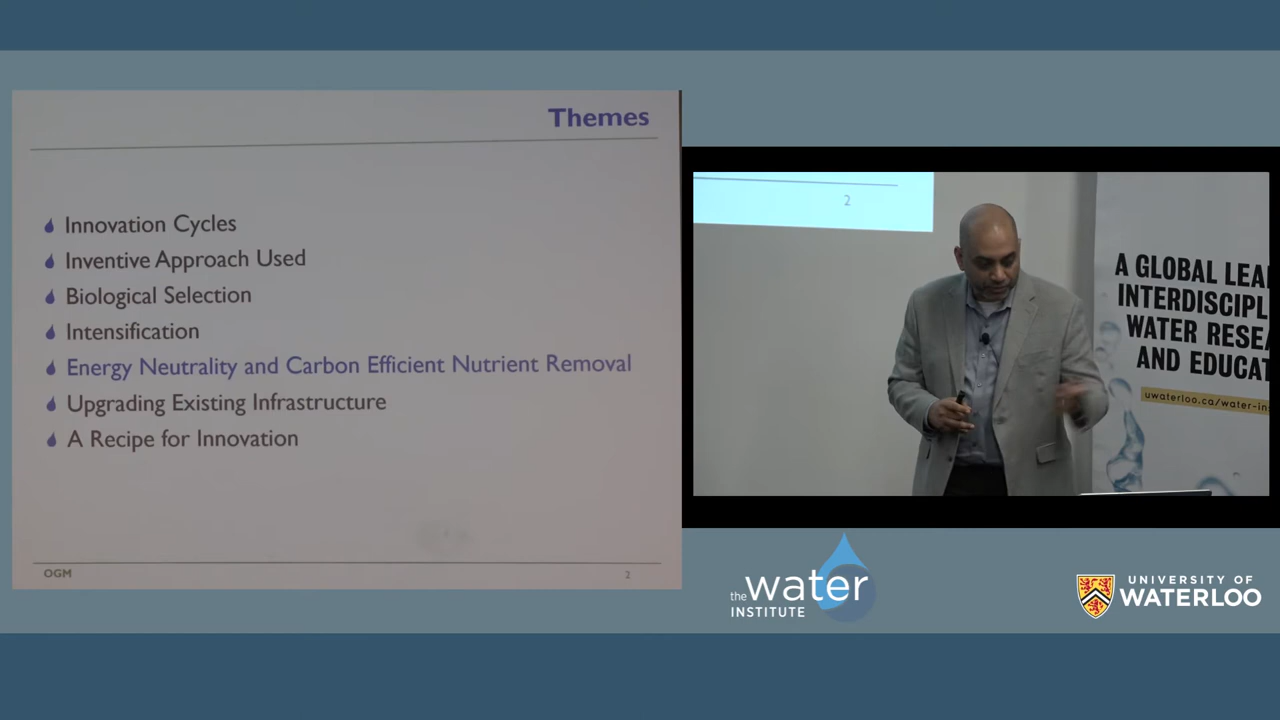 Themes
Innovation Cycles
Inventive Approach Used
Biological Selection
Intensification
Energy Neutrality and Carbon Efficient Nutrient Removal
Upgrading Existing Infrastructure
A Recipe for Innovation
OGM
2
2
A GLOBAL LEA
INTERDISCIPL
WATER RESEA
AND EDUCAT
uwaterloo.ca/water-in
the water
INSTITUTE
UNIVERSITY OF
WATERLOO